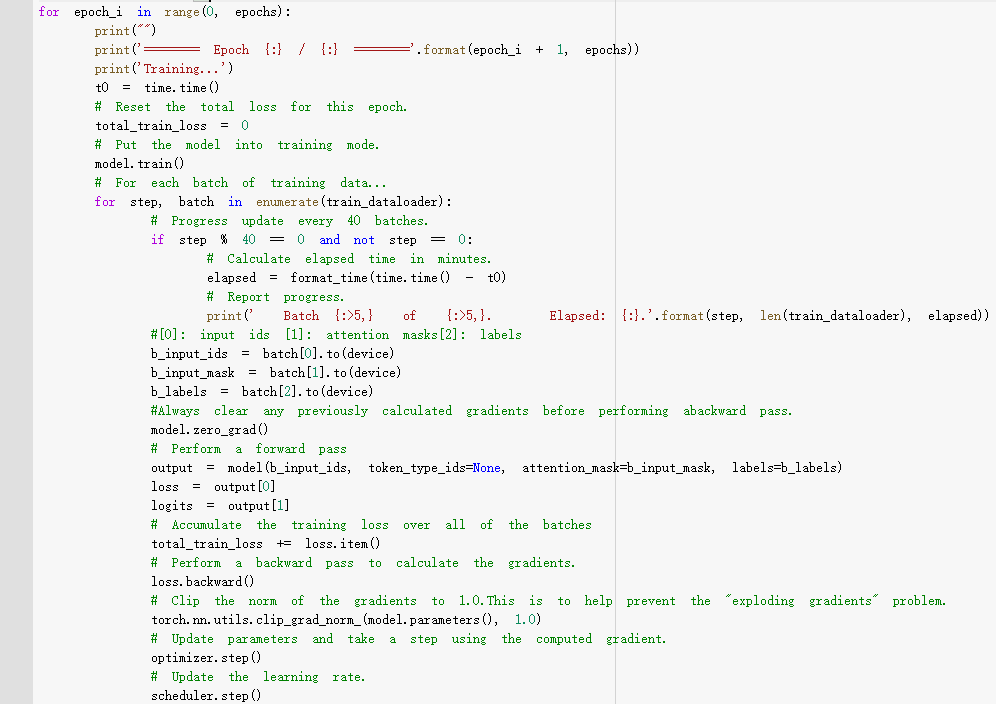 for epoch_i in range(0, epochs):
print("")
print('======== Epoch {:} / {:} ========'.format(epoch_i + 1, epochs))
print('Training...')
t0 = time.time()
# Reset the total loss for this epoch.
total_train_loss = 0
# Put the model into training mode.
model.train()
# For each batch of training data...
for step, batch in enumerate(train_dataloader):
# Progress update every 40 batches.
if step % 40 == 0 and not step == 0:
# Calculate elapsed time in minutes.
elapsed = format_time(time.time() - t0)
# Report progress.
print('  Batch {:>5,}  of  {:>5,}.    Elapsed: {:}.'.format(step, len(train_dataloader), elapsed))
#[0]: input ids [1]: attention masks[2]: labels
b_input_ids = batch[0].to(device)
b_input_mask = batch[1].to(device)
b_labels = batch[2].to(device)
#Always clear any previously calculated gradients before performing abackward pass.
model.zero_grad()
# Perform a forward pass
output = model(b_input_ids, token_type_ids=None, attention_mask=b_input_mask, labels=b_labels)
loss = output[0]
logits = output[1]
# Accumulate the training loss over all of the batches
total_train_loss += loss.item()
# Perform a backward pass to calculate the gradients.
loss.backward()
# Clip the norm of the gradients to 1.0.This is to help prevent the "exploding gradients" problem.
torch.nn.utils.clip_grad_norm_(model.parameters(), 1.0)
# Update parameters and take a step using the computed gradient.
optimizer.step()
# Update the learning rate.
scheduler.step()